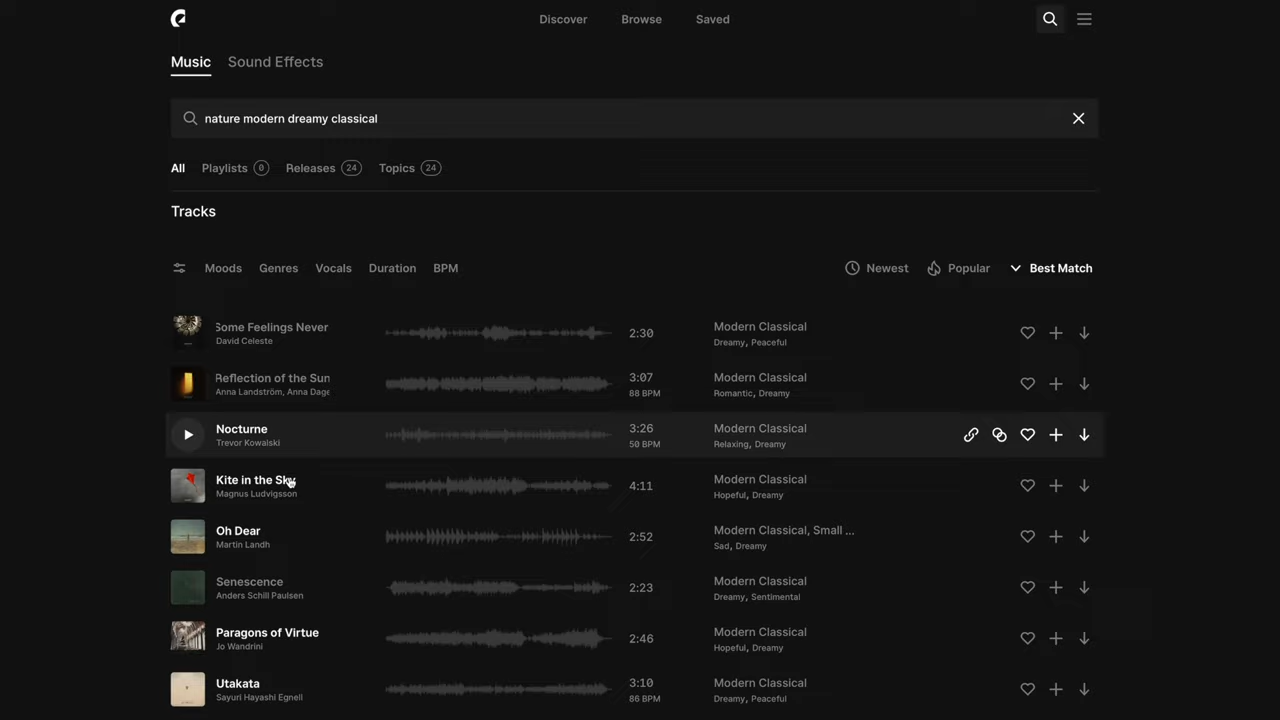 Discover Browse Saved
Music Sound Effects
nature modern dreamy classical
All Playlists 0 Releases 24 Topics 24
Tracks
Moods Genres Vocals Duration BPM Newest Popular Best Match
Some Feelings Never 2:30 Modern Classical
David Celeste Dreamy, Peaceful
Reflection of the Sun 3:07 Modern Classical
Anna Landström, Anna Dage 88 BPM Romantic, Dreamy
Nocturne 3:26 Modern Classical
Trevor Kowalski 50 BPM Relaxing, Dreamy
Kite in the Sky 4:11 Modern Classical
Magnus Ludvigsson Hopeful, Dreamy
Oh Dear 2:52 Modern Classical, Small ...
Martin Landh Sad, Dreamy
Senescence 2:23 Modern Classical
Anders Schill Paulsen Dreamy, Sentimental
Paragons of Virtue 2:46 Modern Classical
Jo Wandrini Hopeful, Dreamy
Utakata 3:10 Modern Classical
Sayuri Hayashi Egnell 86 BPM Dreamy, Peaceful